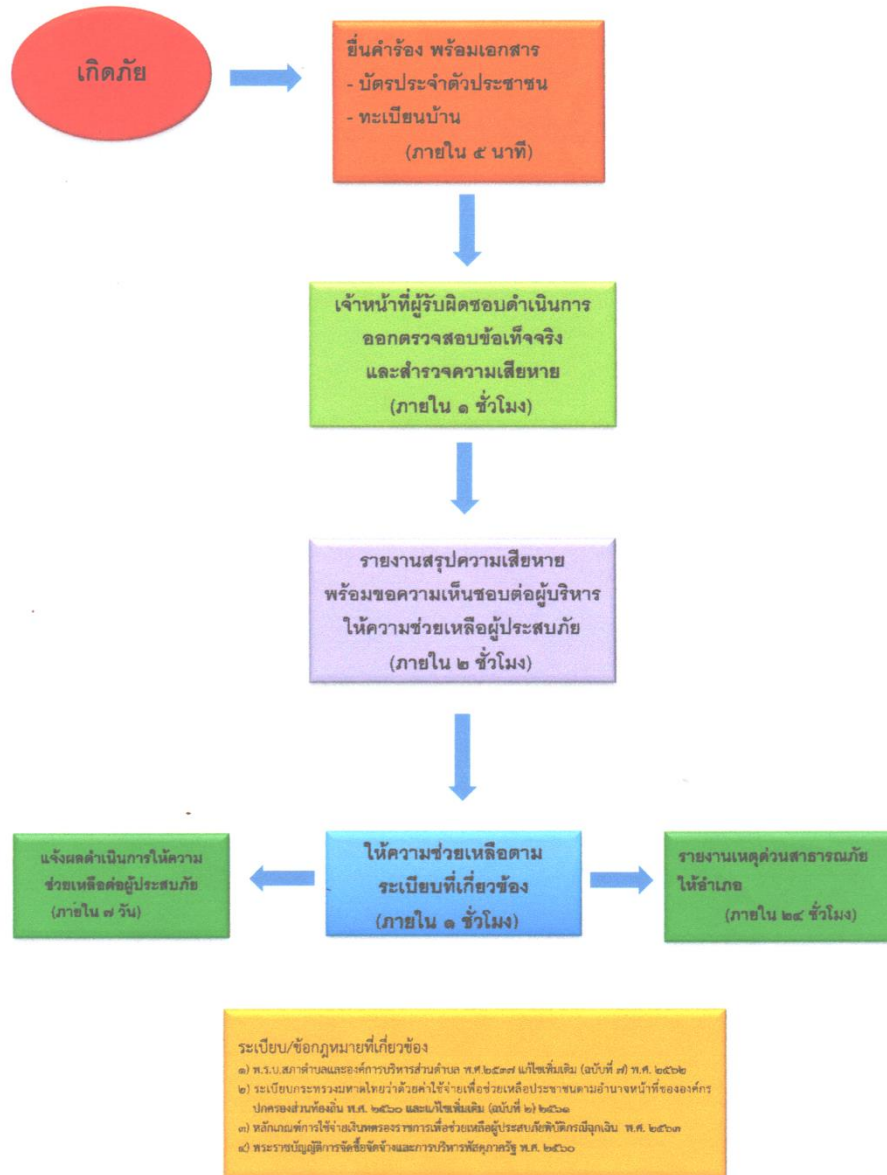 เกิดภัย
ยื่นคำร้อง พร้อมเอกสาร
- บัตรประจำตัวประชาชน
- ทะเบียนบ้าน
(ภายใน ๕ นาที)
เจ้าหน้าที่ผู้รับผิดชอบดำเนินการ
ออกตรวจสอบข้อเท็จจริง
และสำรวจความเสียหาย
(ภายใน ๑ ชั่วโมง)
รายงานสรุปความเสียหาย
พร้อมขอความเห็นชอบต่อผู้บริหาร
ให้ความช่วยเหลือผู้ประสบภัย
(ภายใน ๒ ชั่วโมง)
แจ้งผลดำเนินการให้ความ
ช่วยเหลือต่อผู้ประสบภัย
(ภายใน ๗ วัน)
ให้ความช่วยเหลือตาม
ระเบียบที่เกี่ยวข้อง
(ภายใน ๑ ชั่วโมง)
รายงานเหตุด่วนสาธารณภัย
ให้อำเภอ
(ภายใน ๒๔ ชั่วโมง)
ระเบียบ/ข้อกฎหมายที่เกี่ยวข้อง
๑) พ.ร.บ.สภาตำบลและองค์การบริหารส่วนตำบล พ.ศ.๒๕๓๗ แก้ไขเพิ่มเติม (ฉบับที่ ๗) พ.ศ. ๒๕๖๒
๒) ระเบียบกระทรวงมหาดไทยว่าด้วยค่าใช้จ่ายเพื่อช่วยเหลือประชาชนตามอำนาจหน้าที่ขององค์กร
ปกครองส่วนท้องถิ่น พ.ศ. ๒๕๖๐ และแก้ไขเพิ่มเติม (ฉบับที่ ๒) ๒๕๖๑
๓) หลักเกณฑ์การใช้จ่ายเงินทดรองราชการเพื่อช่วยเหลือผู้ประสบภัยพิบัติกรณีฉุกเฉิน พ.ศ. ๒๕๖๓
๔) พระราชบัญญัติการจัดซื้อจัดจ้างและการบริหารพัสดุภาครัฐ พ.ศ. ๒๕๖๐